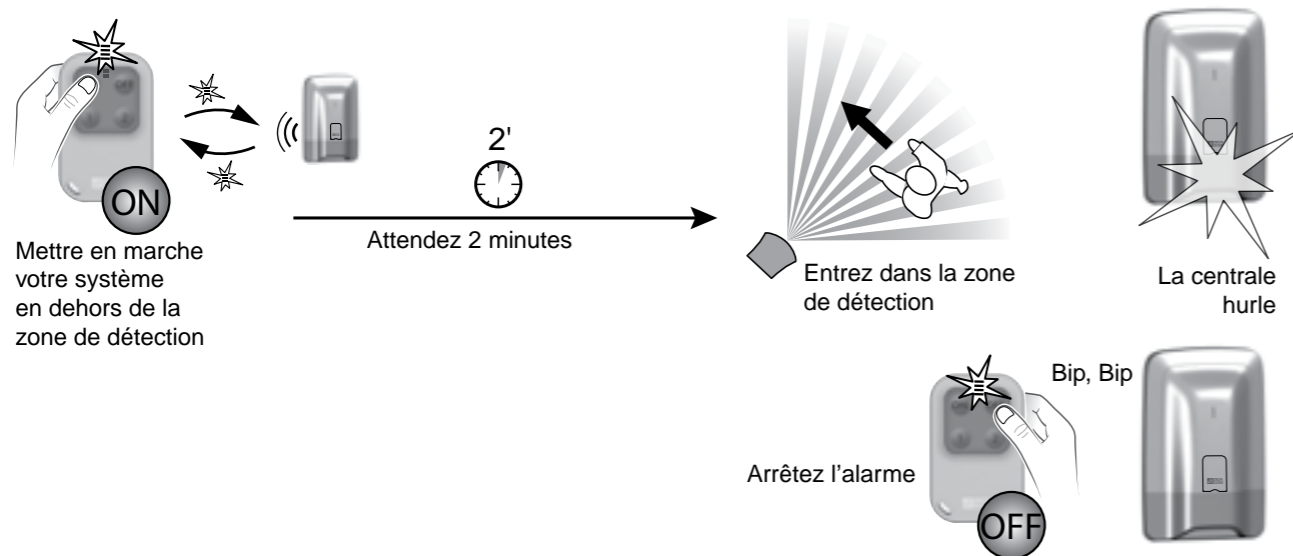 ON
Mettre en marche
votre système
en dehors de la
zone de détection
2'
Attendez 2 minutes
Entrez dans la zone
de détection
La centrale
hurle
Arrêtez l'alarme
OFF
Bip, Bip